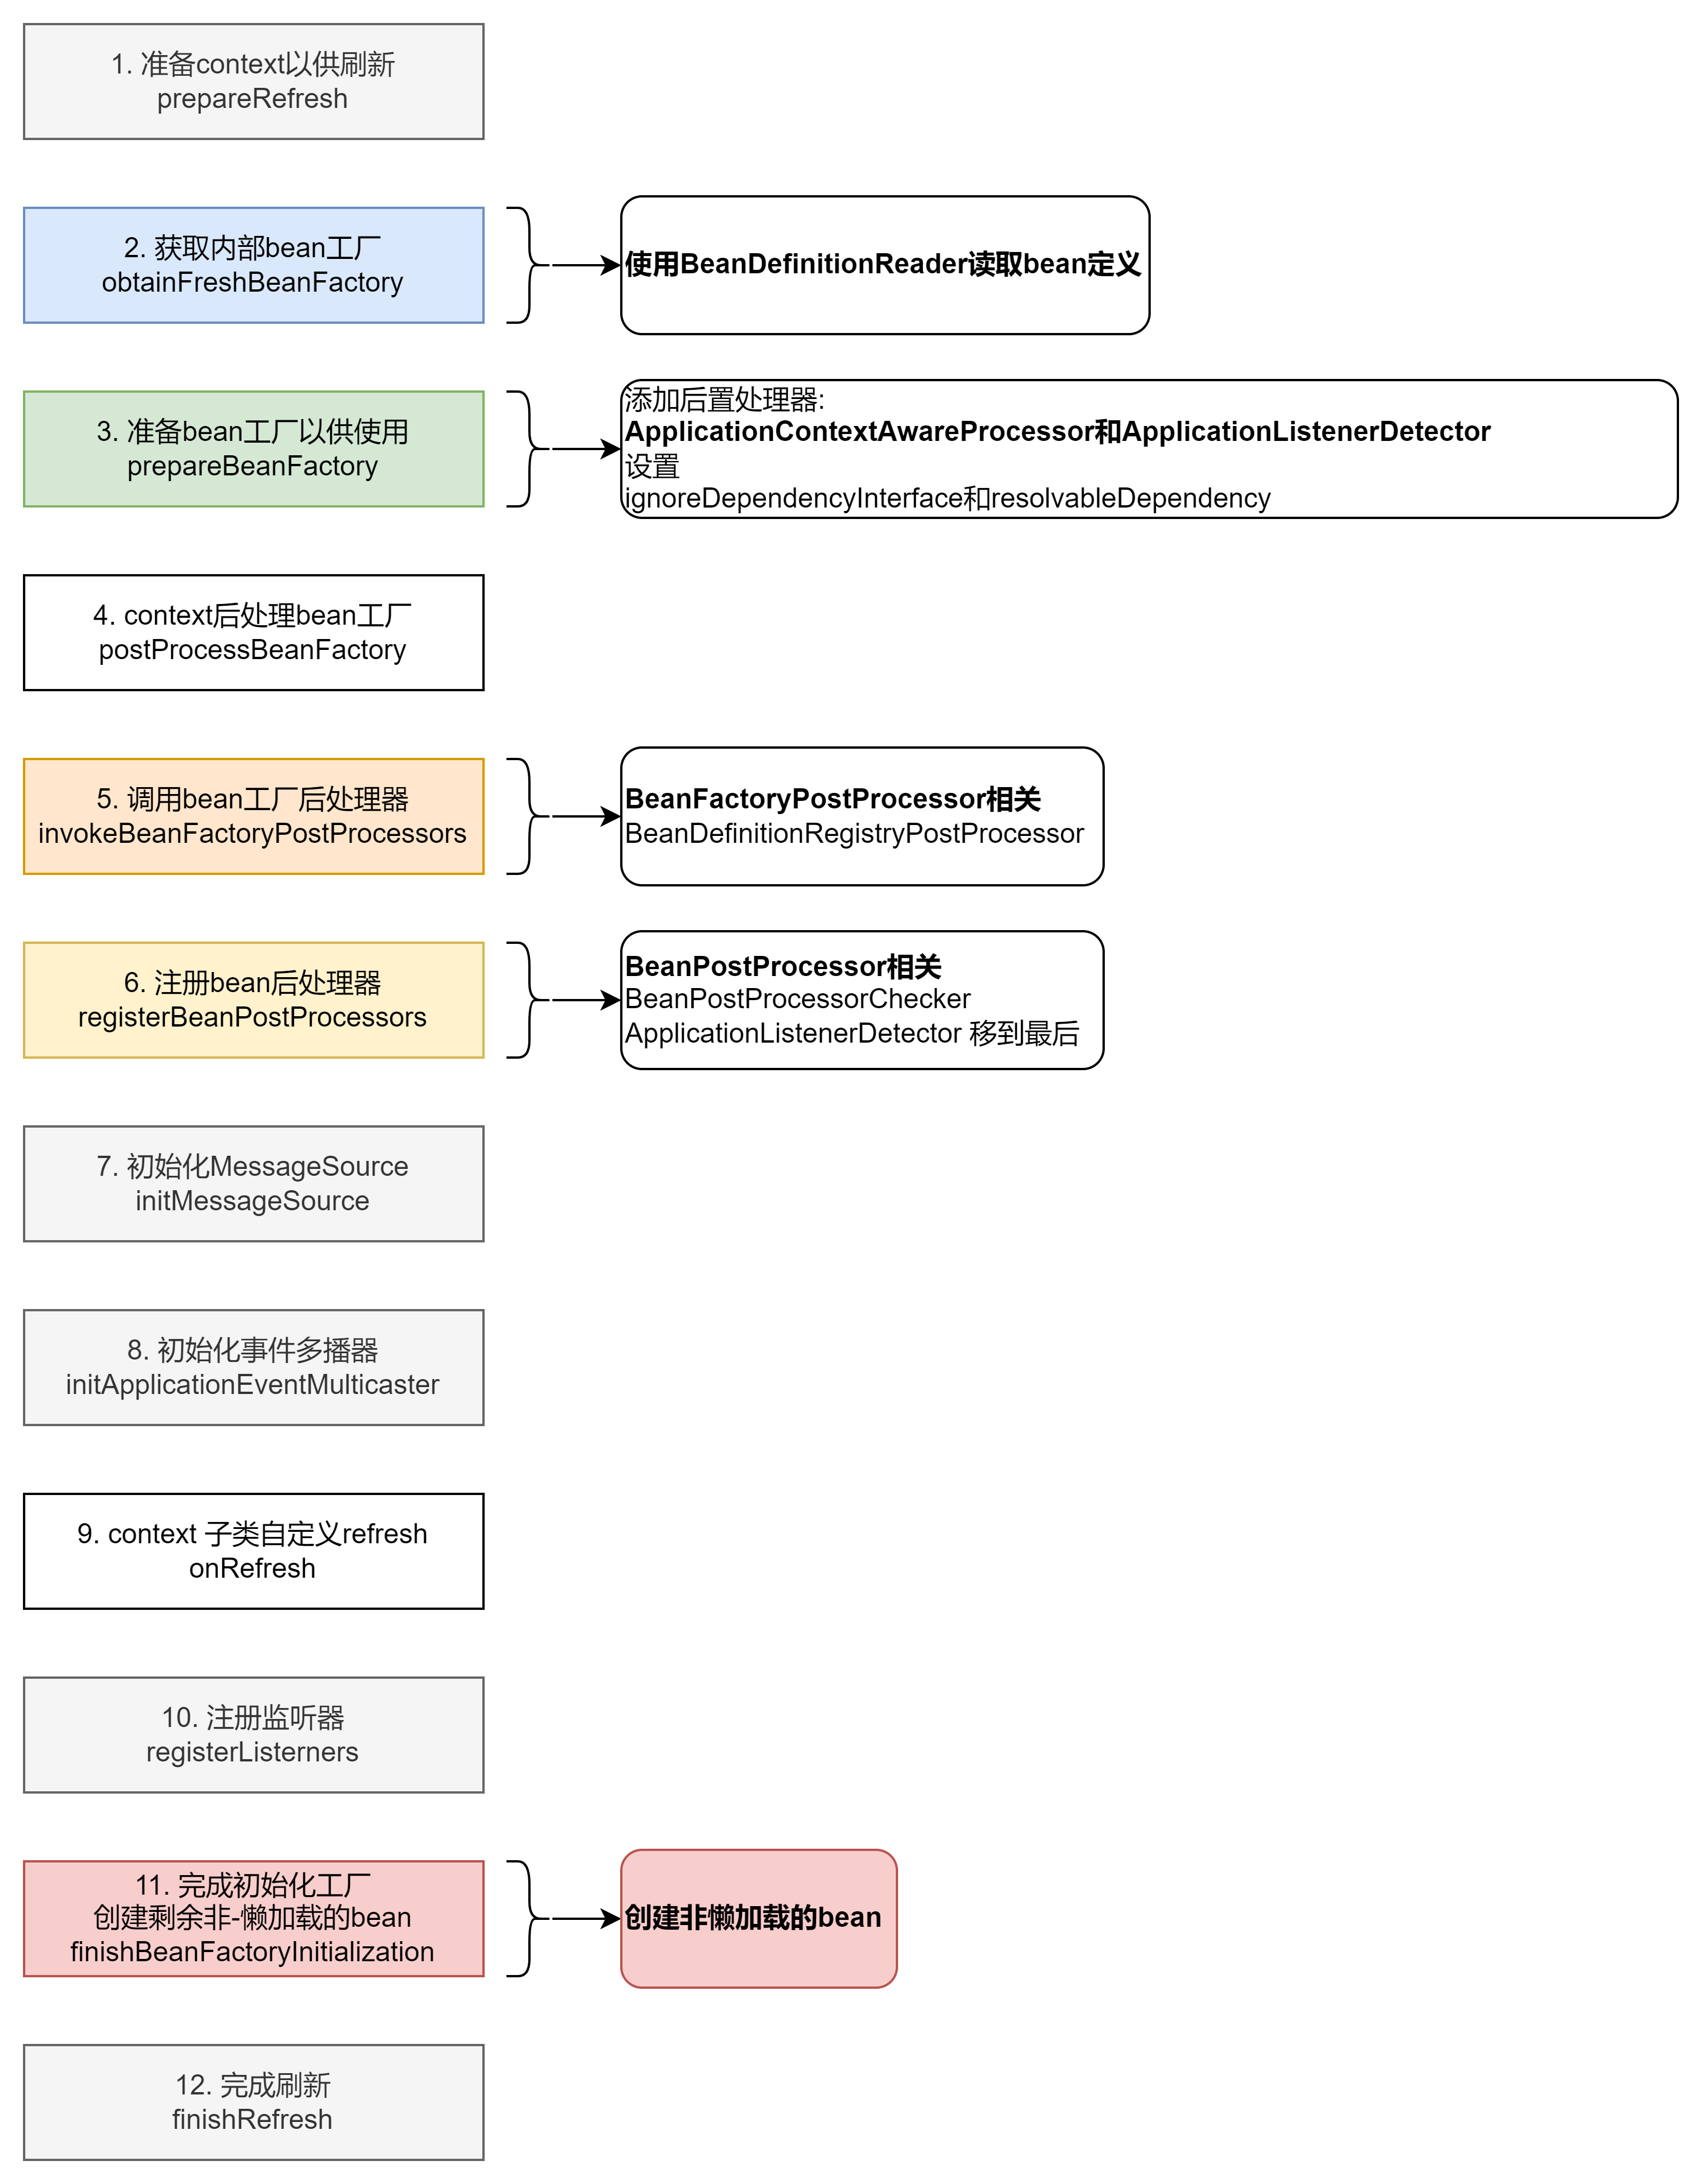 1. 准备context以供刷新
prepareRefresh
2. 获取内部bean工厂
obtainFreshBeanFactory
使用BeanDefinitionReader读取bean定义
3. 准备bean工厂以供使用
prepareBeanFactory
添加后置处理器:
ApplicationContextAwareProcessor和ApplicationListenerDetector
设置
ignoreDependencyInterface和resolvableDependency
4. context后处理bean工厂
postProcessBeanFactory
5. 调用bean工厂后处理器
invokeBeanFactoryPostProcessors
BeanFactoryPostProcessor相关
BeanDefinitionRegistryPostProcessor
6. 注册bean后处理器
registerBeanPostProcessors
BeanPostProcessor相关
BeanPostProcessorChecker
ApplicationListenerDetector 移到最后
7. 初始化MessageSource
initMessageSource
8. 初始化事件多播器
initApplicationEventMulticaster
9. context 子类自定义refresh
onRefresh
10. 注册监听器
registerListerners
11. 完成初始化工厂
创建剩余非-懒加载的bean
finishBeanFactoryInitialization
创建非懒加载的bean
12. 完成刷新
finishRefresh